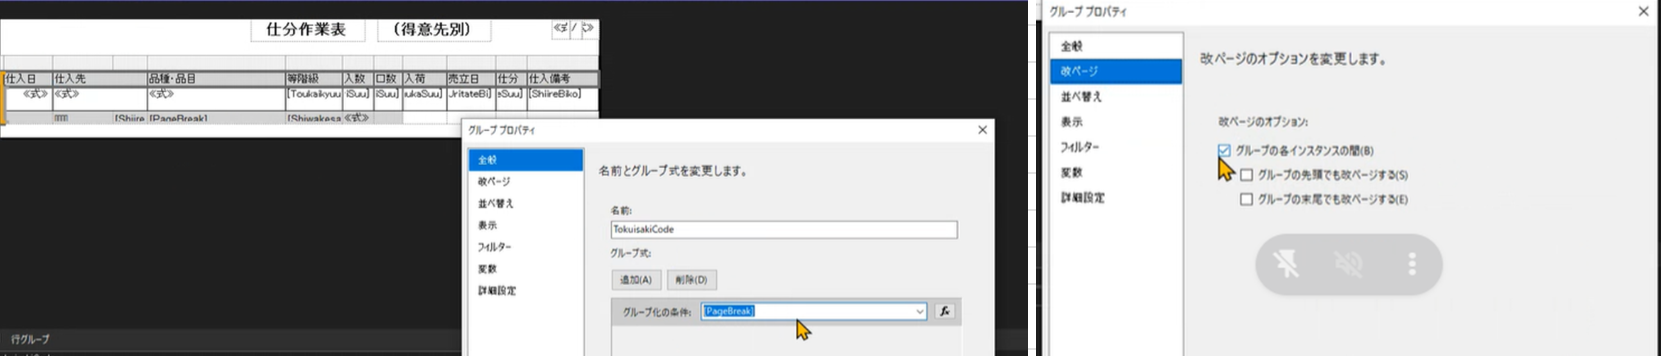 仕分作業表 (得意先別)
仕入日 仕入先 品種・品目 等階級 入数 口数 入荷 売立日 仕分 仕入備考
《式》 《式》 《式》 [Toukaikyuu iSuu] iSuu] ukaSuu] UritateBi] eSuu] [ShiireBiko]
[Shiire [PageBreak] [Shiwakesa 《式》
行グループ
グループ プロパティ
全般
改ページ
並べ替え
表示
フィルター
変数
詳細設定
名前とグループ式を変更します。
名前:
TokuisakiCode
グループ式:
追加(A) 削除(D)
グループ化の条件: [PageBreak] fx
グループ プロパティ
全般
改ページ
並べ替え
表示
フィルター
変数
詳細設定
改ページのオプションを変更します。
改ページのオプション:
グループの各インスタンスの間(B)
グループの先頭でも改ページする(S)
グループの末尾でも改ページする(E)